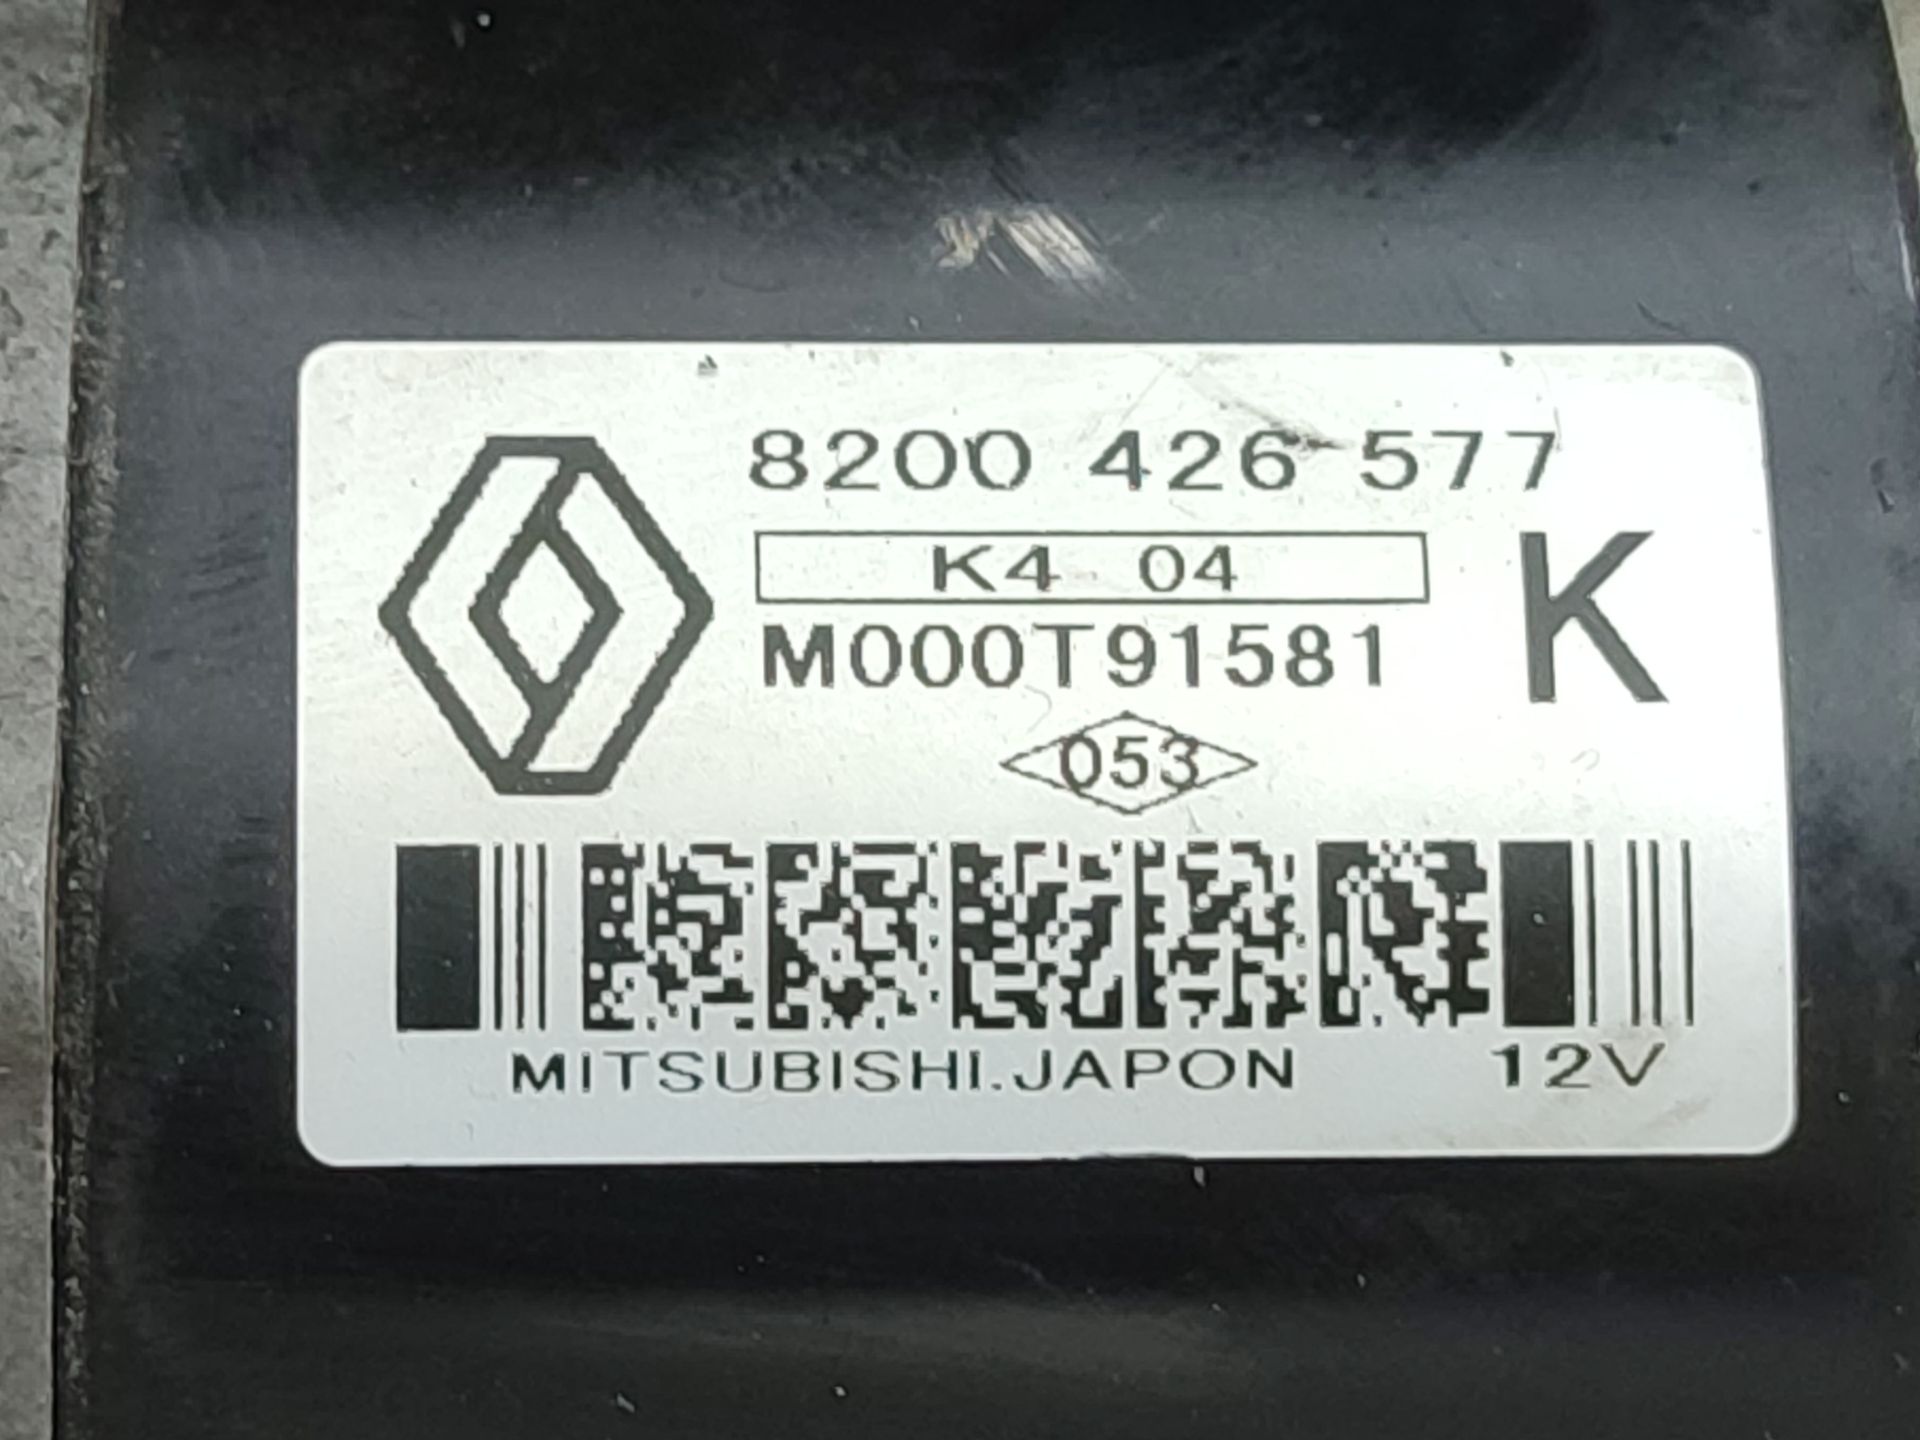 8200 426 577
K4 04
M000T91581
K
053
MITSUBISHI.JAPON 12V